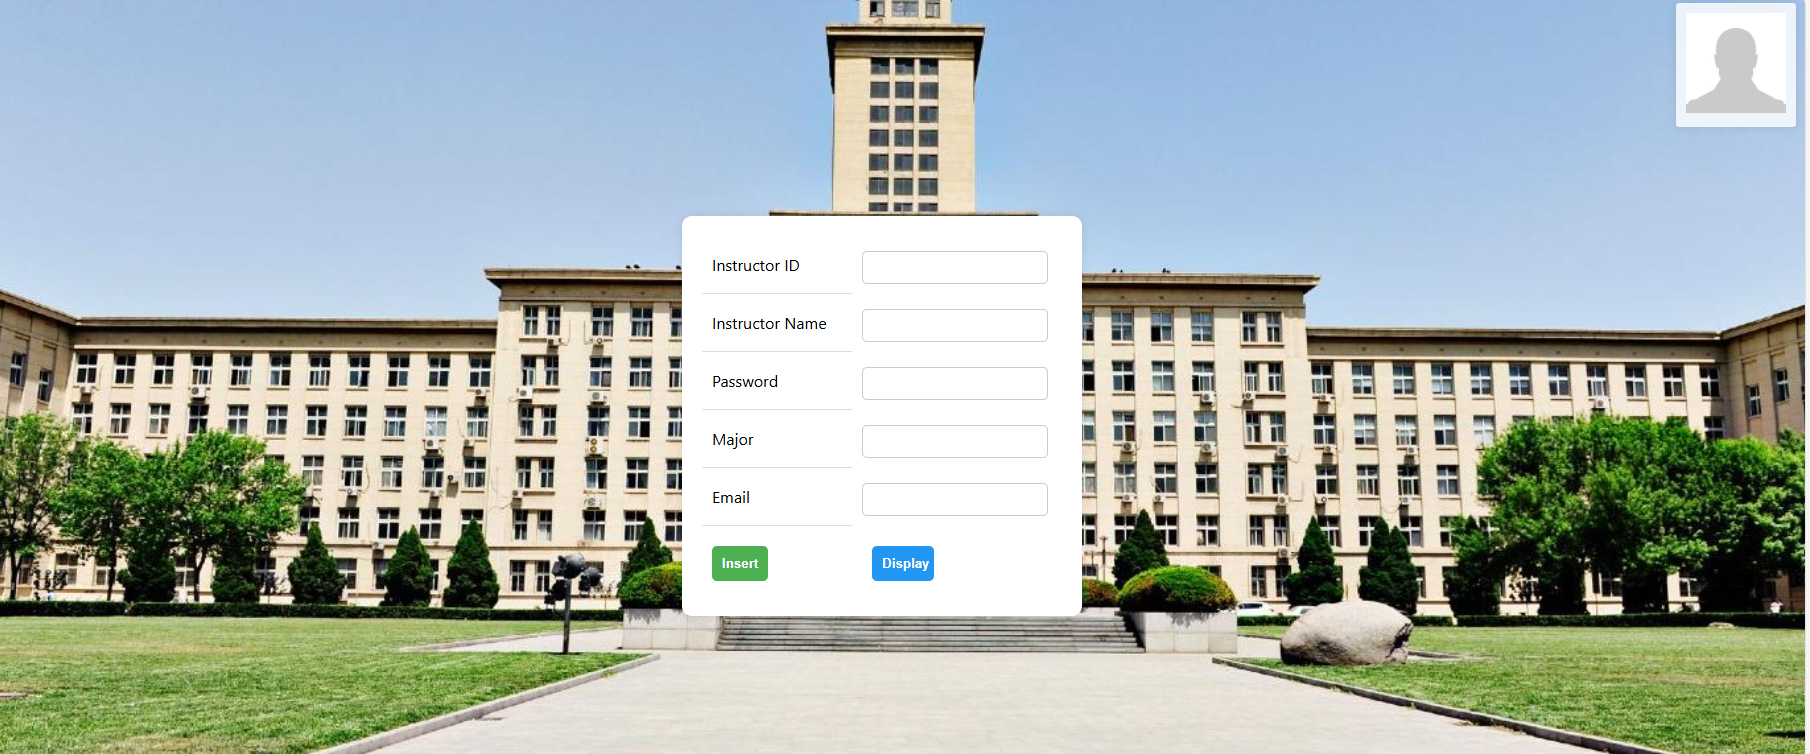 Instructor ID
Instructor Name
Password
Major
Email
Insert Display